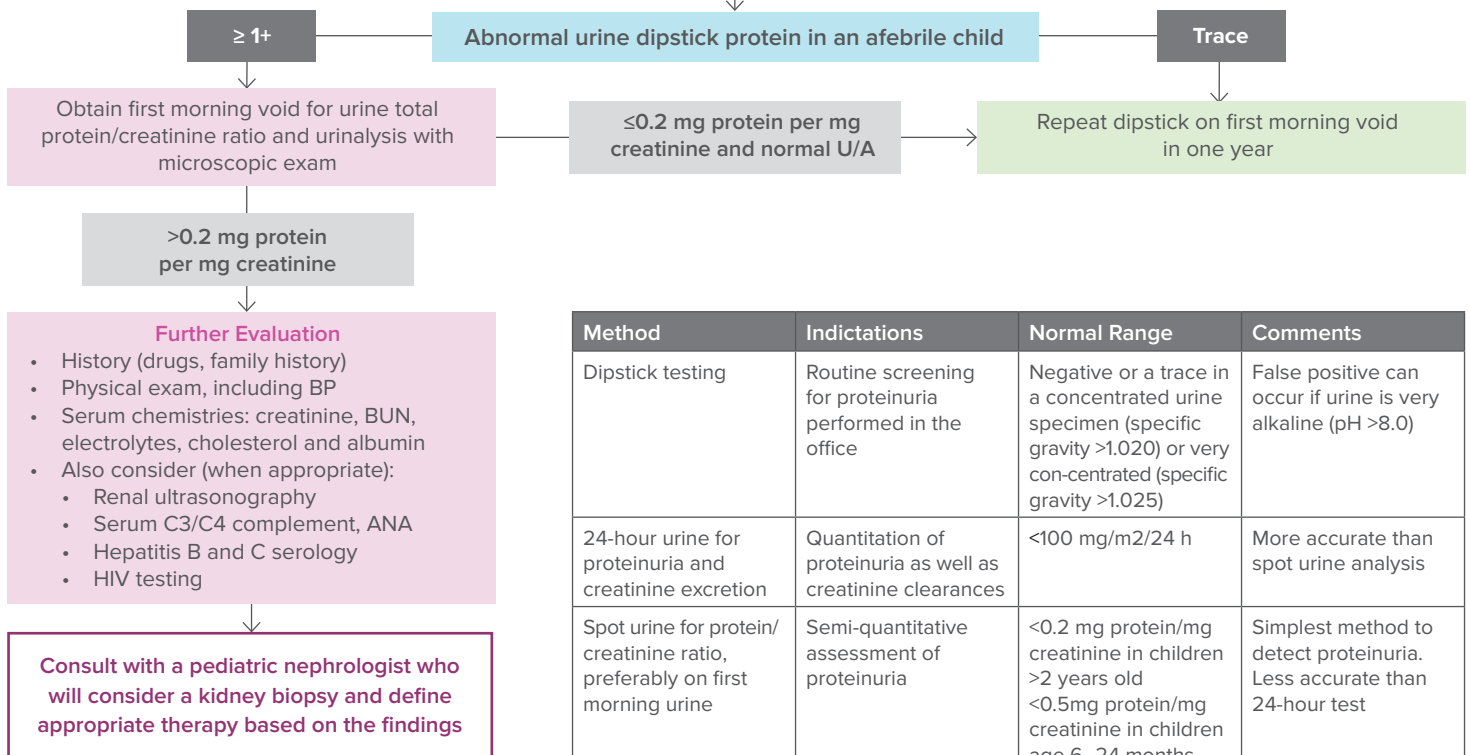 ≥ 1+
Abnormal urine dipstick protein in an afebrile child
Trace
Obtain first morning void for urine total
protein/creatinine ratio and urinalysis with
microscopic exam
≤0.2 mg protein per mg
creatinine and normal U/A
Repeat dipstick on first morning void
in one year
>0.2 mg protein
per mg creatinine
Further Evaluation
• History (drugs, family history)
• Physical exam, including BP
• Serum chemistries: creatinine, BUN,
electrolytes, cholesterol and albumin
• Also consider (when appropriate):
• Renal ultrasonography
• Serum C3/C4 complement, ANA
• Hepatitis B and C serology
• HIV testing
Consult with a pediatric nephrologist who
will consider a kidney biopsy and define
appropriate therapy based on the findings
Method
Indictations
Normal Range
Comments
Dipstick testing
Routine screening
for proteinuria
performed in the
office
Negative or a trace in
a concentrated urine
specimen (specific
gravity >1.020) or very
con-centrated (specific
gravity >1.025)
False positive can
occur if urine is very
alkaline (pH >8.0)
24-hour urine for
proteinuria and
creatinine excretion
Quantitation of
proteinuria as well as
creatinine clearances
<100 mg/m2/24 h
More accurate than
spot urine analysis
Spot urine for protein/
creatinine ratio,
preferably on first
morning urine
Semi-quantitative
assessment of
proteinuria
<0.2 mg protein/mg
creatinine in children
>2 years old
<0.5mg protein/mg
creatinine in children
age 6–24 months
Simplest method to
detect proteinuria.
Less accurate than
24-hour test